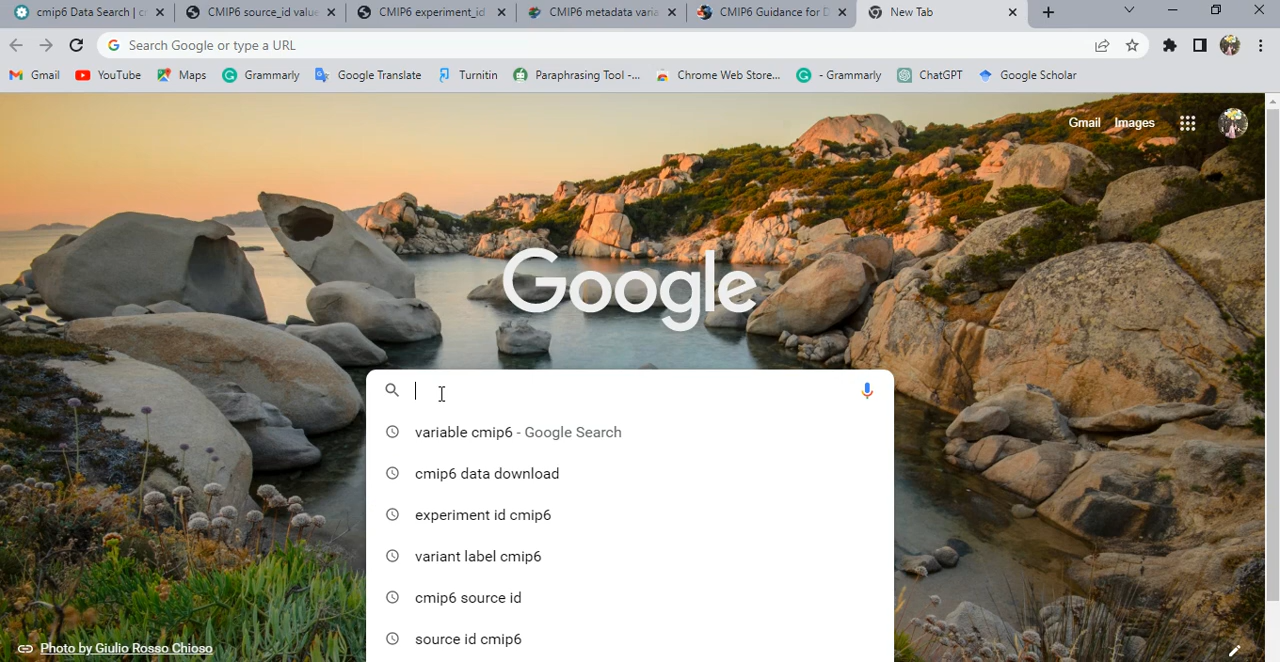 cmip6 Data Search | c
CMIP6 source_id value
CMIP6 experiment_id
CMIP6 metadata varia
CMIP6 Guidance for D
New Tab
Search Google or type a URL
Gmail
YouTube
Maps
Grammarly
Google Translate
Turnitin
Paraphrasing Tool -...
Chrome Web Store...
- Grammarly
ChatGPT
Google Scholar
Gmail
Images
Google
variable cmip6 - Google Search
cmip6 data download
experiment id cmip6
variant label cmip6
cmip6 source id
source id cmip6
Photo by Giulio Rosso Chioso